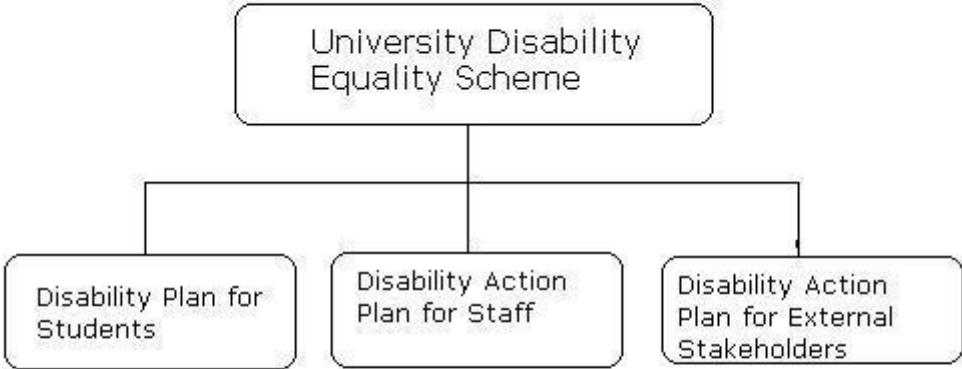 University Disability
Equality Scheme
Disability Plan for
Students
Disability Action
Plan for Staff
Disability Action
Plan for External
Stakeholders